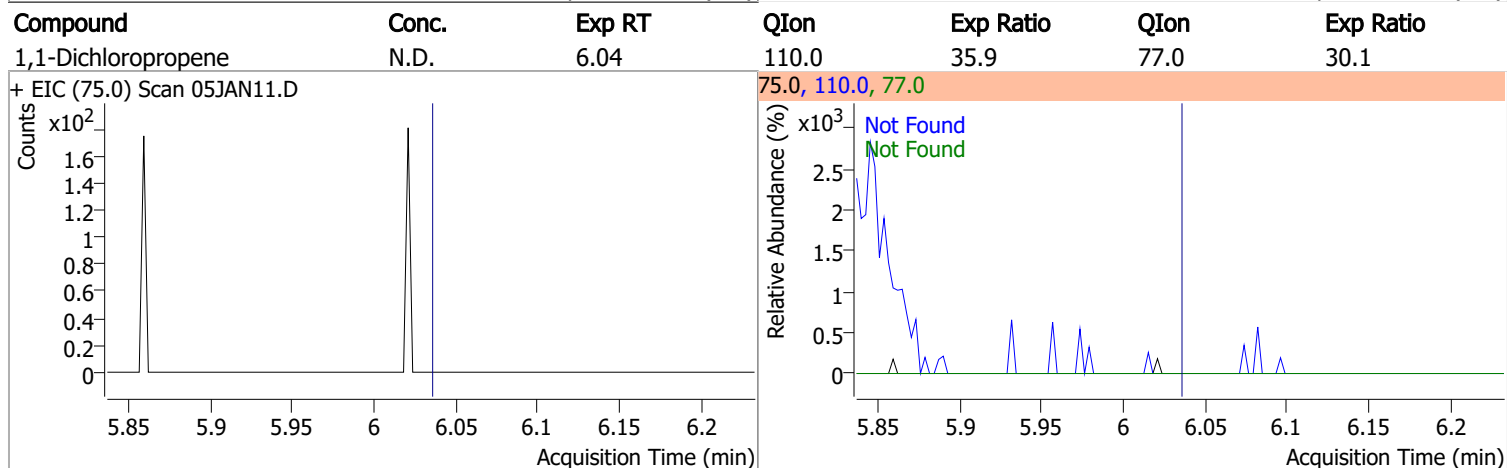 Compound Conc. Exp RT QIon Exp Ratio QIon Exp Ratio
1,1-Dichloropropene N.D. 6.04 110.0 35.9 77.0 30.1
+ EIC (75.0) Scan 05JAN11.D
Counts
x10²
1.6
1.4
1.2
1
0.8
0.6
0.4
0.2
0
5.85 5.9 5.95 6 6.05 6.1 6.15 6.2
Acquisition Time (min)
75.0, 110.0, 77.0
Relative Abundance (%)
x10³
Not Found
Not Found
2.5
2
1.5
1
0.5
0
5.85 5.9 5.95 6 6.05 6.1 6.15 6.2
Acquisition Time (min)